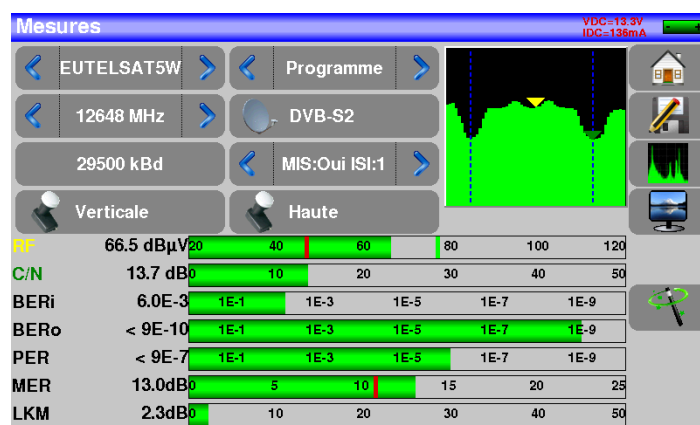 Mesures VDC=13.3V
IDC=136mA
EUTELSAT5W Programme
12648 MHz DVB-S2
29500 kBd MIS:Oui ISI:1
Verticale Haute
RF 66.5 dBµV 20 40 60 80 100 120
C/N 13.7 dB 0 10 20 30 40 50
BERi 6.0E-3 1E-1 1E-3 1E-5 1E-7 1E-9
BERo < 9E-10 1E-1 1E-3 1E-5 1E-7 1E-9
PER < 9E-7 1E-1 1E-3 1E-5 1E-7 1E-9
MER 13.0dB 0 5 10 15 20 25
LKM 2.3dB 0 10 20 30 40 50